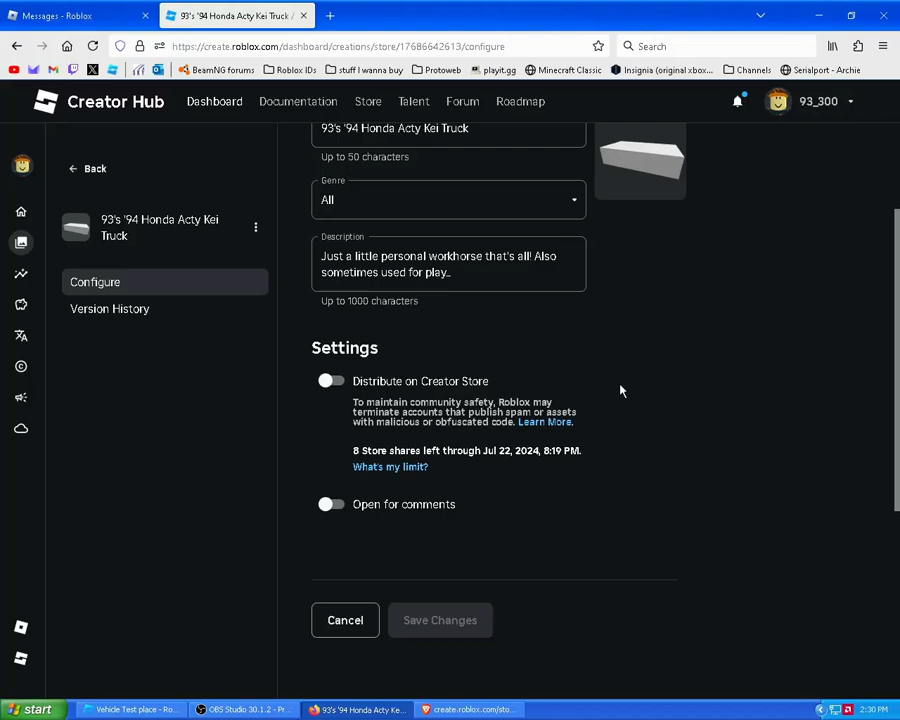 Messages - Roblox
93's '94 Honda Acty Kei Truck /
https://create.roblox.com/dashboard/creations/store/17686642613/configure
Search
BeamNG forums
Roblox IDs
stuff I wanna buy
Protoweb
playit.gg
Minecraft Classic
Insignia (original xbox...
Channels
Serialport - Archie
Creator Hub
Dashboard
Documentation
Store
Talent
Forum
Roadmap
93_300
Back
93's '94 Honda Acty Kei
Truck
Configure
Version History
93's '94 Honda Acty Kei Truck
Up to 50 characters
Genre
All
Description
Just a little personal workhorse that's all! Also
sometimes used for play...
Up to 1000 characters
Settings
Distribute on Creator Store
To maintain community safety, Roblox may
terminate accounts that publish spam or assets
with malicious or obfuscated code. Learn More.
8 Store shares left through Jul 22, 2024, 8:19 PM.
What's my limit?
Open for comments
Cancel
Save Changes
start
Vehicle Test place - Ro...
OBS Studio 30.1.2 - Pr...
93's '94 Honda Acty Ke...
create.roblox.com/sto...
2:30 PM